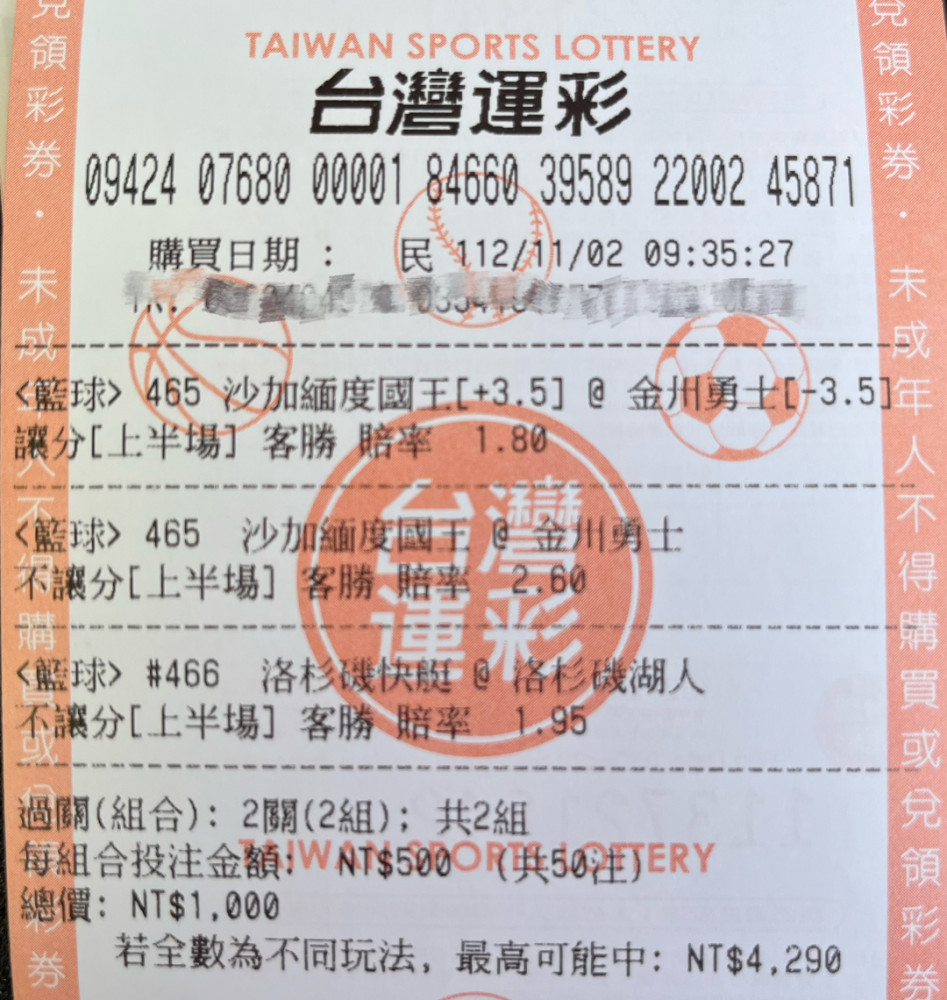 TAIWAN SPORTS LOTTERY
台灣運彩
09424 07680 00001 84660 39589 22002 45871
購買日期 : 民 112/11/02 09:35:27
<籃球> 465 沙加緬度國王[+3.5] @ 金州勇士[-3.5]
讓分[上半場] 客勝 賠率 1.80
<籃球> 465 沙加緬度國王 @ 金州勇士
不讓分[上半場] 客勝 賠率 2.60
<籃球> #466 洛杉磯快艇 @ 洛杉磯湖人
不讓分[上半場] 客勝 賠率 1.95
過關(組合): 2關(2組); 共2組
每組合投注金額: NT$500 (共50注)
總價: NT$1,000
若全數為不同玩法, 最高可能中: NT$4,290
台灣
運彩
TAIWAN SPORTS LOTTERY
兌領彩券・未成年人不得購買或兌領彩券
兌領彩券・未成年人不得購買或兌領彩券